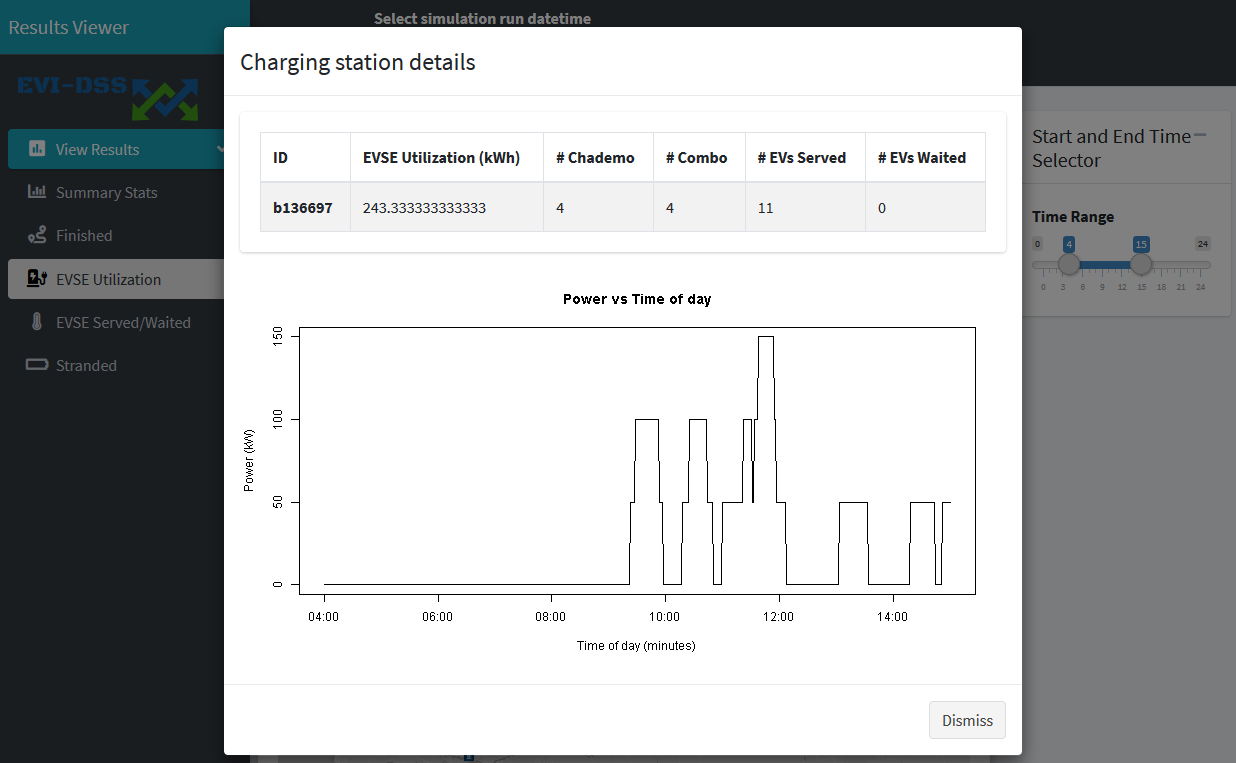 Results Viewer
Select simulation run datetime
EVI-DSS
View Results
Summary Stats
Finished
EVSE Utilization
EVSE Served/Waited
Stranded
Charging station details
ID EVSE Utilization (kWh) # Chademo # Combo # EVs Served # EVs Waited
b136697 243.333333333333 4 4 11 0
Power vs Time of day
Power (kW)
150
100
50
0
04:00 06:00 08:00 10:00 12:00 14:00
Time of day (minutes)
Dismiss
Start and End Time
Selector
Time Range
0 4 15 24
0 3 6 9 12 15 18 21 24